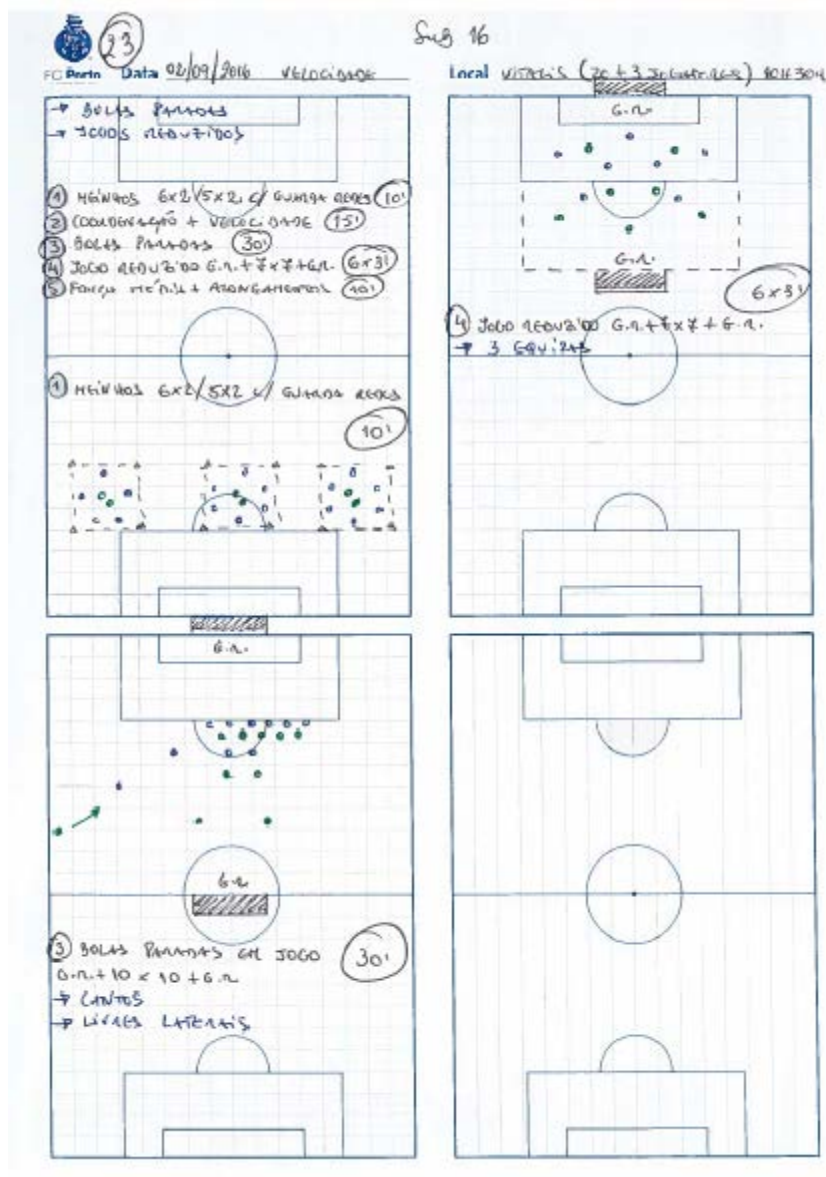 23
Sub 16
FC Porto Data 02/09/2016 VELOCIDADE Local VITALIS (20 + 3
→ BOLAS PARADAS
→ JOGOS REDUZIDOS
1 MEINHOS 6x2/5x2 c/ GUARDA REDES 10'
2 COORDENAÇÃO + VELOCIDADE 15'
3 BOLAS PARADAS 30'
4 JOGO REDUZIDO G.R.+7x7+G.R. 6x3'
5 FORÇA MÉDIA + ALONGAMENTOS 10'
1 MEINHOS 6x2/5x2 c/ GUARDA REDES
10'
G.R.
G.R.
6x3'
4 JOGO REDUZIDO G.R.+7x7+G.R.
→ 3 EQUIPAS
G.R.
G.R.
3 BOLAS PARADAS EM JOGO 30'
G.R.+10 x 10+G.R
→ CANTOS
→ LIVRES LATERAIS